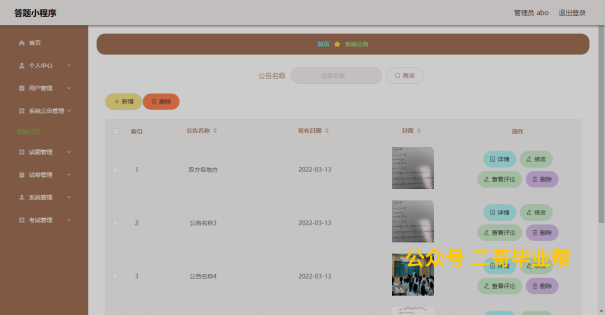 答题小程序
管理员 abo 退出登录
首页
个人中心
用户管理
系统公告管理
系统公告
试题管理
试卷管理
系统管理
考试管理
首页 ★ 系统公告
公告名称 公告名称 查询
+ 新增 删除
索引 公告名称 发布日期 封面 操作
1 2022-03-13 详情 修改
查看评论 删除
2 公告名称3 2022-03-13 详情 修改
查看评论 删除
3 公告名称4 2022-03-13 详情 修改
查看评论 删除
公众号 二哥毕业帮